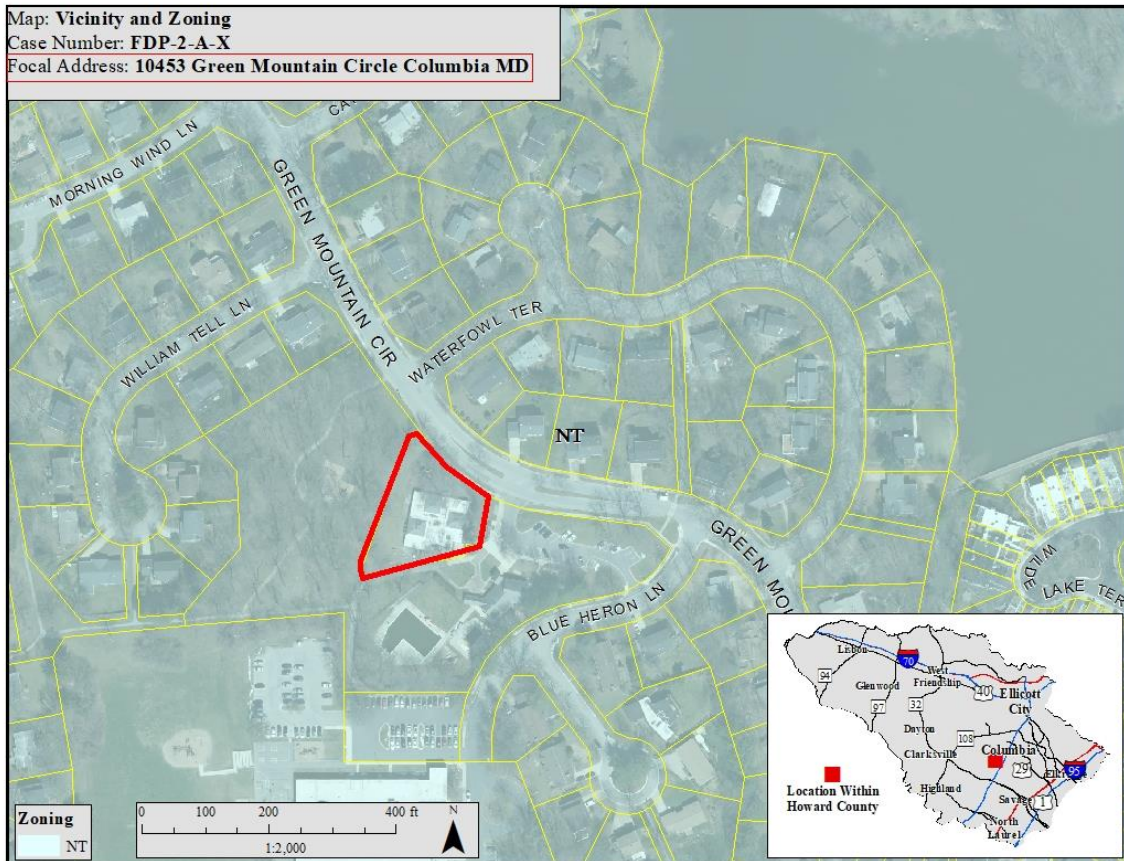 Map: Vicinity and Zoning
Case Number: FDP-2-A-X
Focal Address: 10453 Green Mountain Circle Columbia MD
MORNING WIND LN
GREEN MOUNTAIN CIR
WILLIAM TELL LN
WATERFOWL TER
NT
GREEN
BLUE HERON LN
WILDE LAKE TER
Zoning
NT
0 100 200 400 ft
1:2,000
N
Location Within
Howard County
Lisbon
70
West
Friendship
94
Glenwood
40
Ellicott
City
97
32
Dayton
108
Clarksville
Columbia
29
95
Highland
Savage
1
North
Laurel